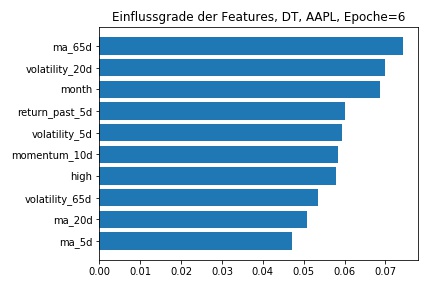 Einflussgrade der Features, DT, AAPL, Epoche=6
ma_65d
volatility_20d
month
return_past_5d
volatility_5d
momentum_10d
high
volatility_65d
ma_20d
ma_5d
0.00 0.01 0.02 0.03 0.04 0.05 0.06 0.07